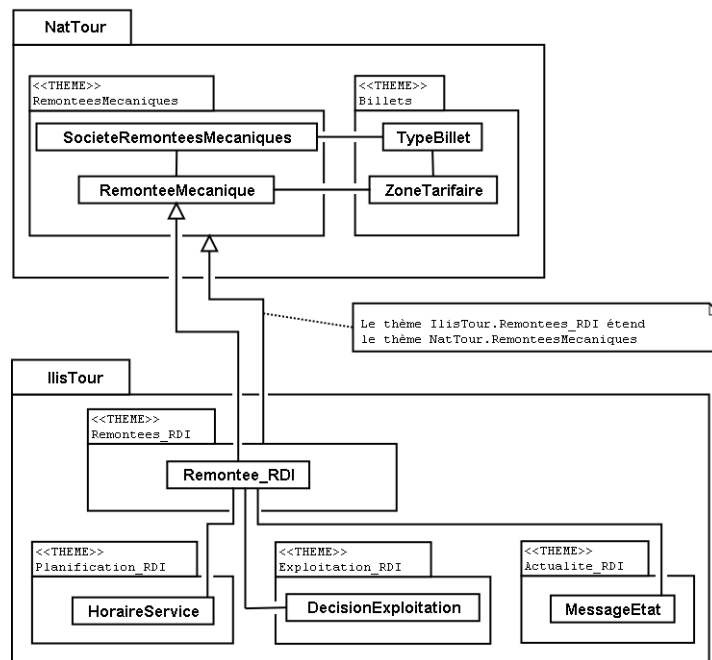 NatTour
<<THEME>>
RemonteesMecaniques
<<THEME>>
Billets
SocieteRemonteesMecaniques
TypeBillet
RemonteeMecanique
ZoneTarifaire
Le thème IlisTour.Remontees_RDI étend
le thème NatTour.RemonteesMecaniques
IlisTour
<<THEME>>
Remontees_RDI
Remontee_RDI
<<THEME>>
Planification_RDI
<<THEME>>
Exploitation_RDI
<<THEME>>
Actualite_RDI
HoraireService
DecisionExploitation
MessageEtat